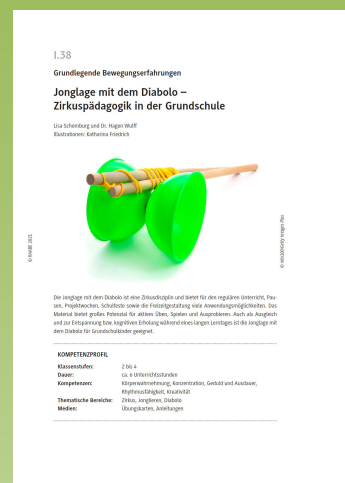 I.38
Grundlegende Bewegungserfahrungen
Jonglage mit dem Diabolo –
Zirkuspädagogik in der Grundschule
Lisa Schomburg und Dr. Hagen Wulff
Illustrationen: Katharina Friedrich
© RAABE 2021
Die Jonglage mit dem Diabolo ist eine Zirkusdisziplin und bietet für den regulären Unterricht, Pau-
sen, Projektwochen, Schulfeste sowie die Freizeitgestaltung viele Anwendungsmöglichkeiten. Das
Material bietet großes Potenzial für aktives Üben, Spielen und Ausprobieren. Auch als Ausgleich
und zur Entspannung bzw. kognitiven Erholung während eines langen Lerntages ist die Jonglage mit
dem Diabolo für Grundschulkinder geeignet.
KOMPETENZPROFIL
Klassenstufen: 2 bis 4
Dauer: ca. 6 Unterrichtsstunden
Kompetenzen: Körperwahrnehmung, Konzentration, Geduld und Ausdauer,
Rhythmusfähigkeit, Kreativität
Thematische Bereiche: Zirkus, Jonglieren, Diabolo
Medien: Übungskarten, Anleitungen